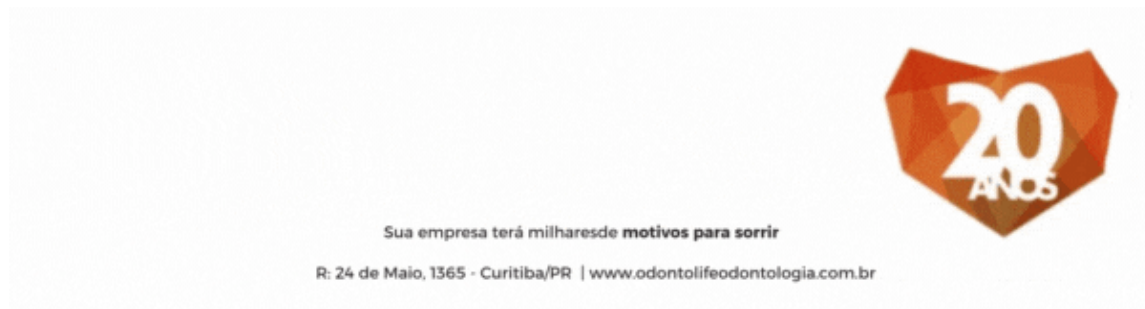 20
ANOS
Sua empresa terá milharesde motivos para sorrir
R: 24 de Maio, 1365 - Curitiba/PR | www.odontolifeodontologia.com.br